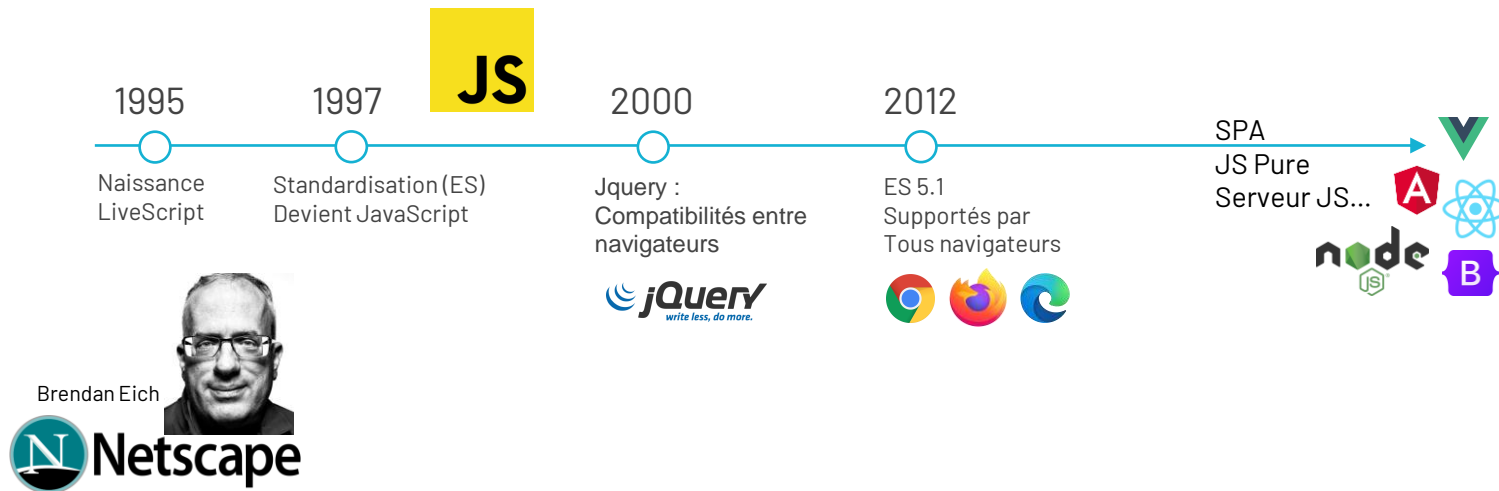 JS
1995
1997
2000
2012
Naissance
LiveScript
Standardisation (ES)
Devient JavaScript
Jquery :
Compatibilités entre
navigateurs
jQuery
write less, do more.
ES 5.1
Supportés par
Tous navigateurs
SPA
JS Pure
Serveur JS...
A
node
JS
B
Brendan Eich
N Netscape